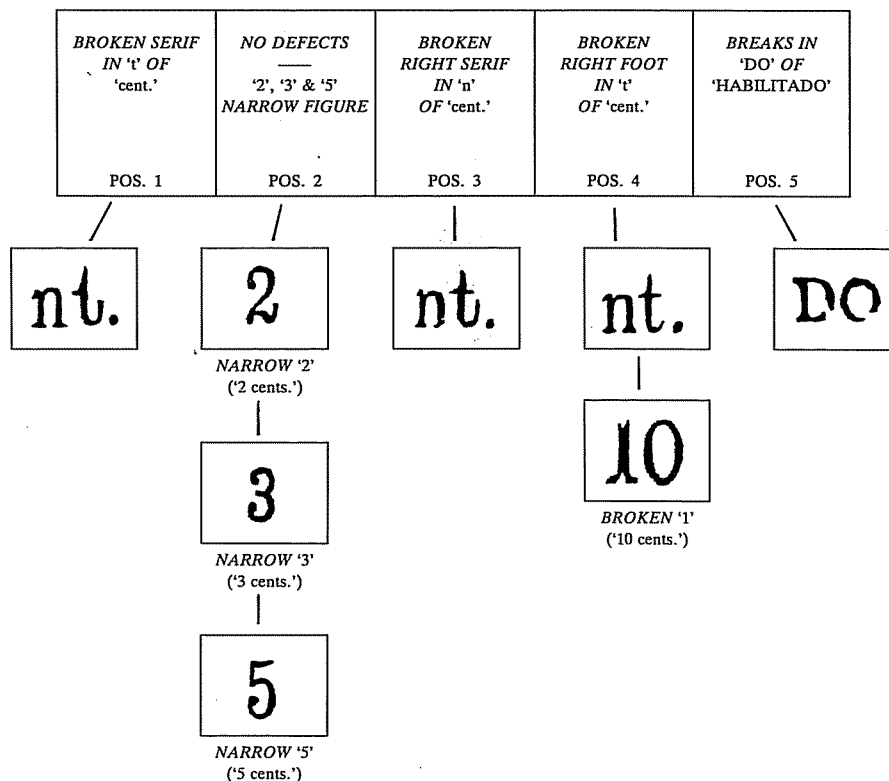 BROKEN SERIF
IN 't' OF
'cent.'
POS. 1
NO DEFECTS
'2', '3' & '5'
NARROW FIGURE
POS. 2
BROKEN
RIGHT SERIF
IN 'n'
OF 'cent.'
POS. 3
BROKEN
RIGHT FOOT
IN 't'
OF 'cent.'
POS. 4
BREAKS IN
'DO' OF
'HABILITADO'
POS. 5
nt.
2
nt.
nt.
DO
NARROW '2'
('2 cents.')
3
NARROW '3'
('3 cents.')
5
NARROW '5'
('5 cents.')
10
BROKEN '1'
('10 cents.')